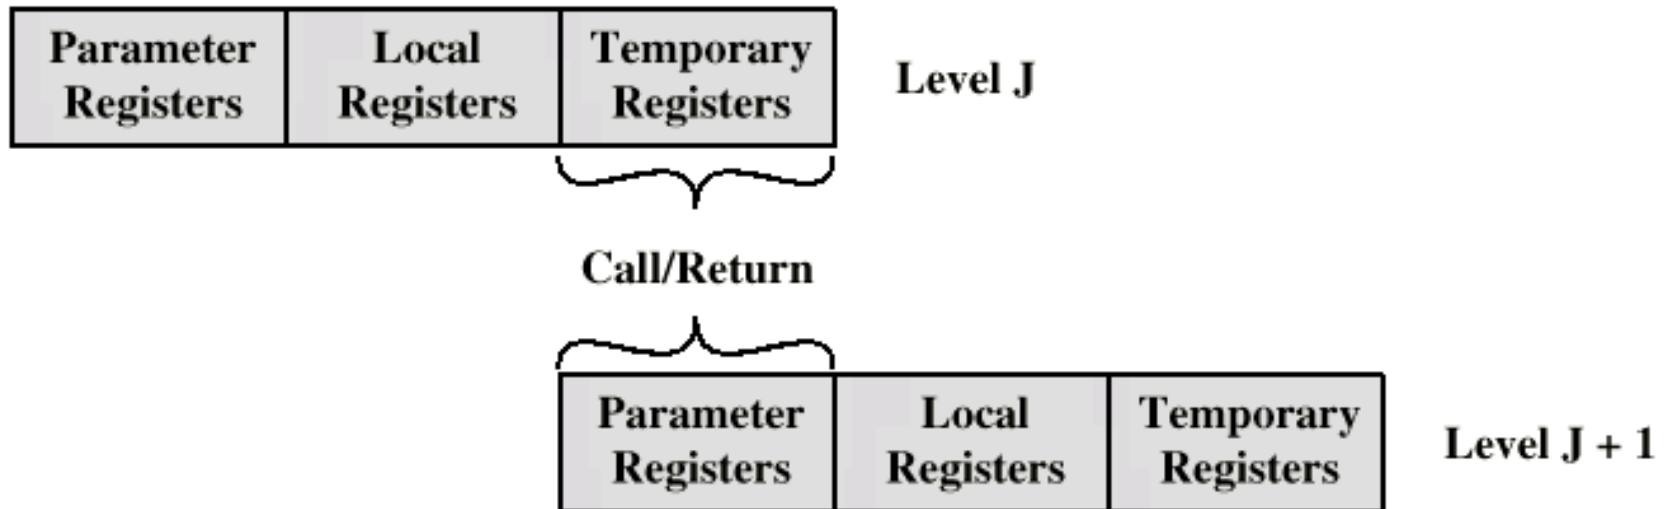 Parameter
Registers
Local
Registers
Temporary
Registers
Level J
Call/Return
Parameter
Registers
Local
Registers
Temporary
Registers
Level J + 1